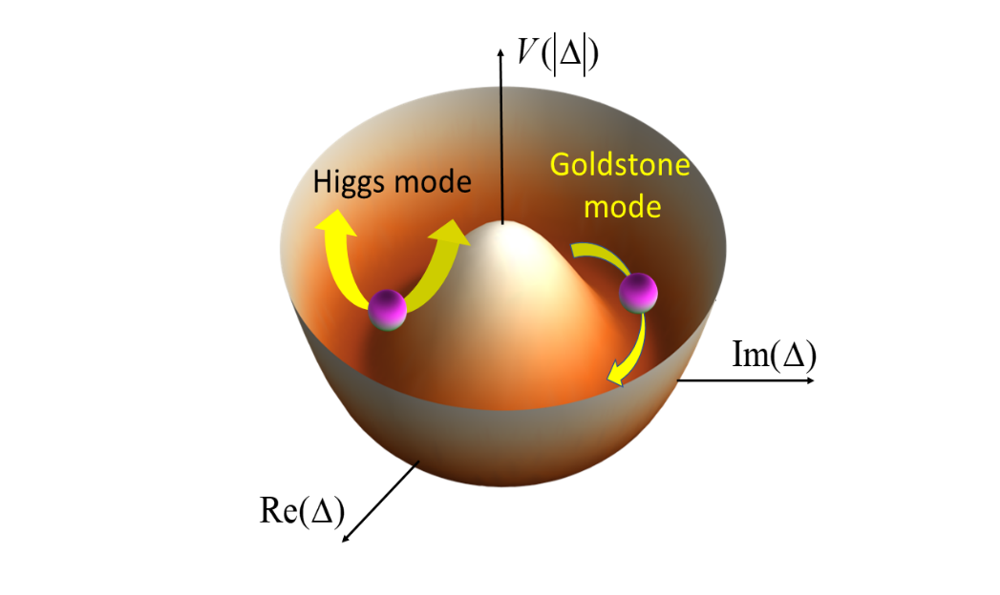 V(|Δ|)
Higgs mode
Goldstone
mode
Im(Δ)
Re(Δ)